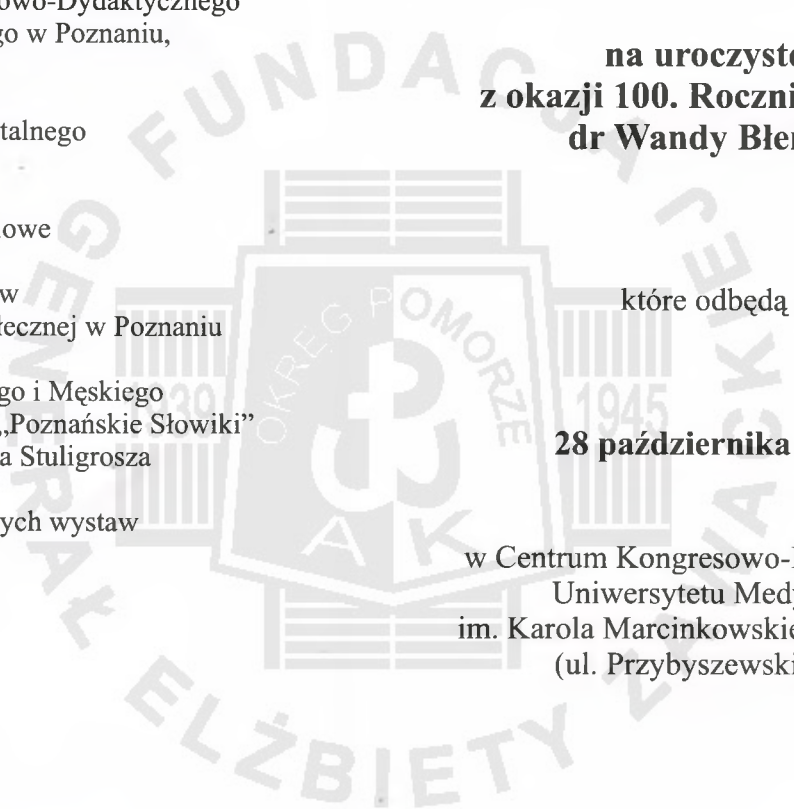 owo-Dydaktycznego
go w Poznaniu,
talnego
owe
w
łecznej w Poznaniu
go i Męskiego
„Poznańskie Słowiki”
a Stuligrosza
ych wystaw
na uroczysto
z okazji 100. Roczni
dr Wandy Błe
które odbędą
28 października
w Centrum Kongresowo-
Uniwersytetu Med
im. Karola Marcinkowskie
(ul. Przybyszewski
FUNDACJA
GENERAŁ ELŻBIETY ZAWACKIEJ
OKRĘG POMORZE
1939
1945
AK